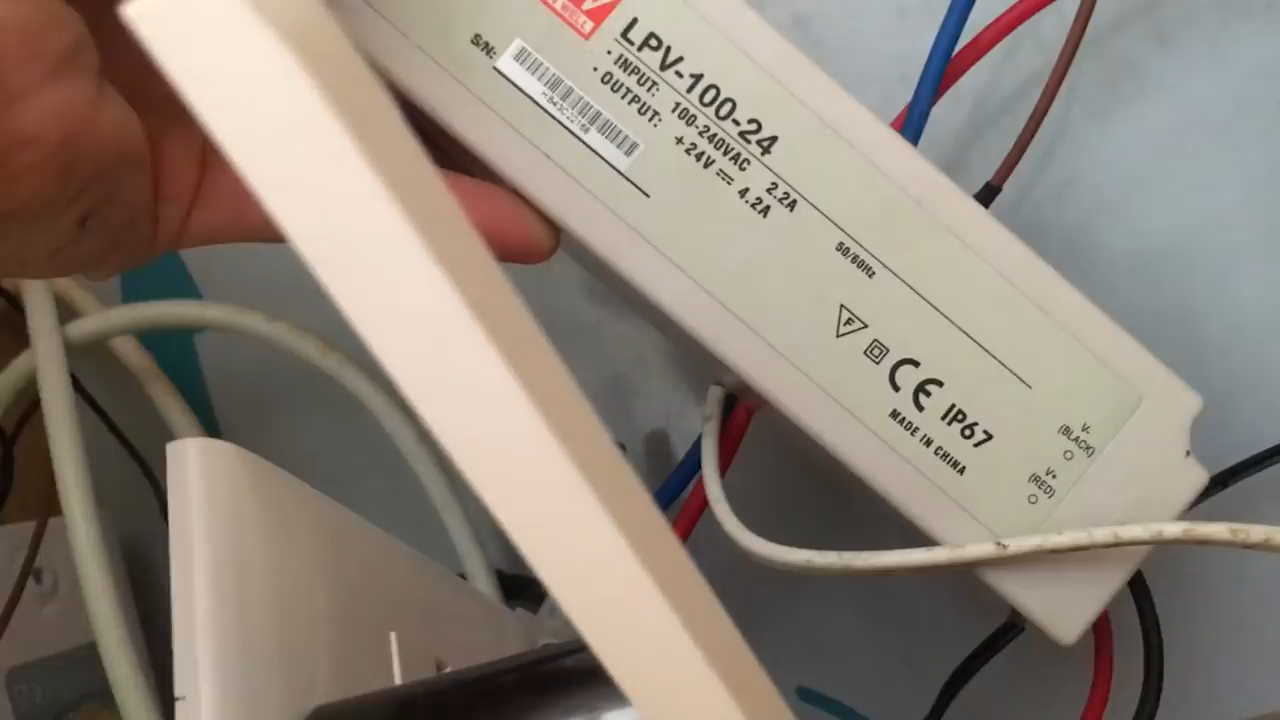 WELL
LPV-100-24
S/N:
· INPUT: 100-240VAC 2.2A
50/60Hz
· OUTPUT: +24V ⎓ 4.2A
F
CE IP67
MADE IN CHINA
V-
(BLACK)
V+
(RED)